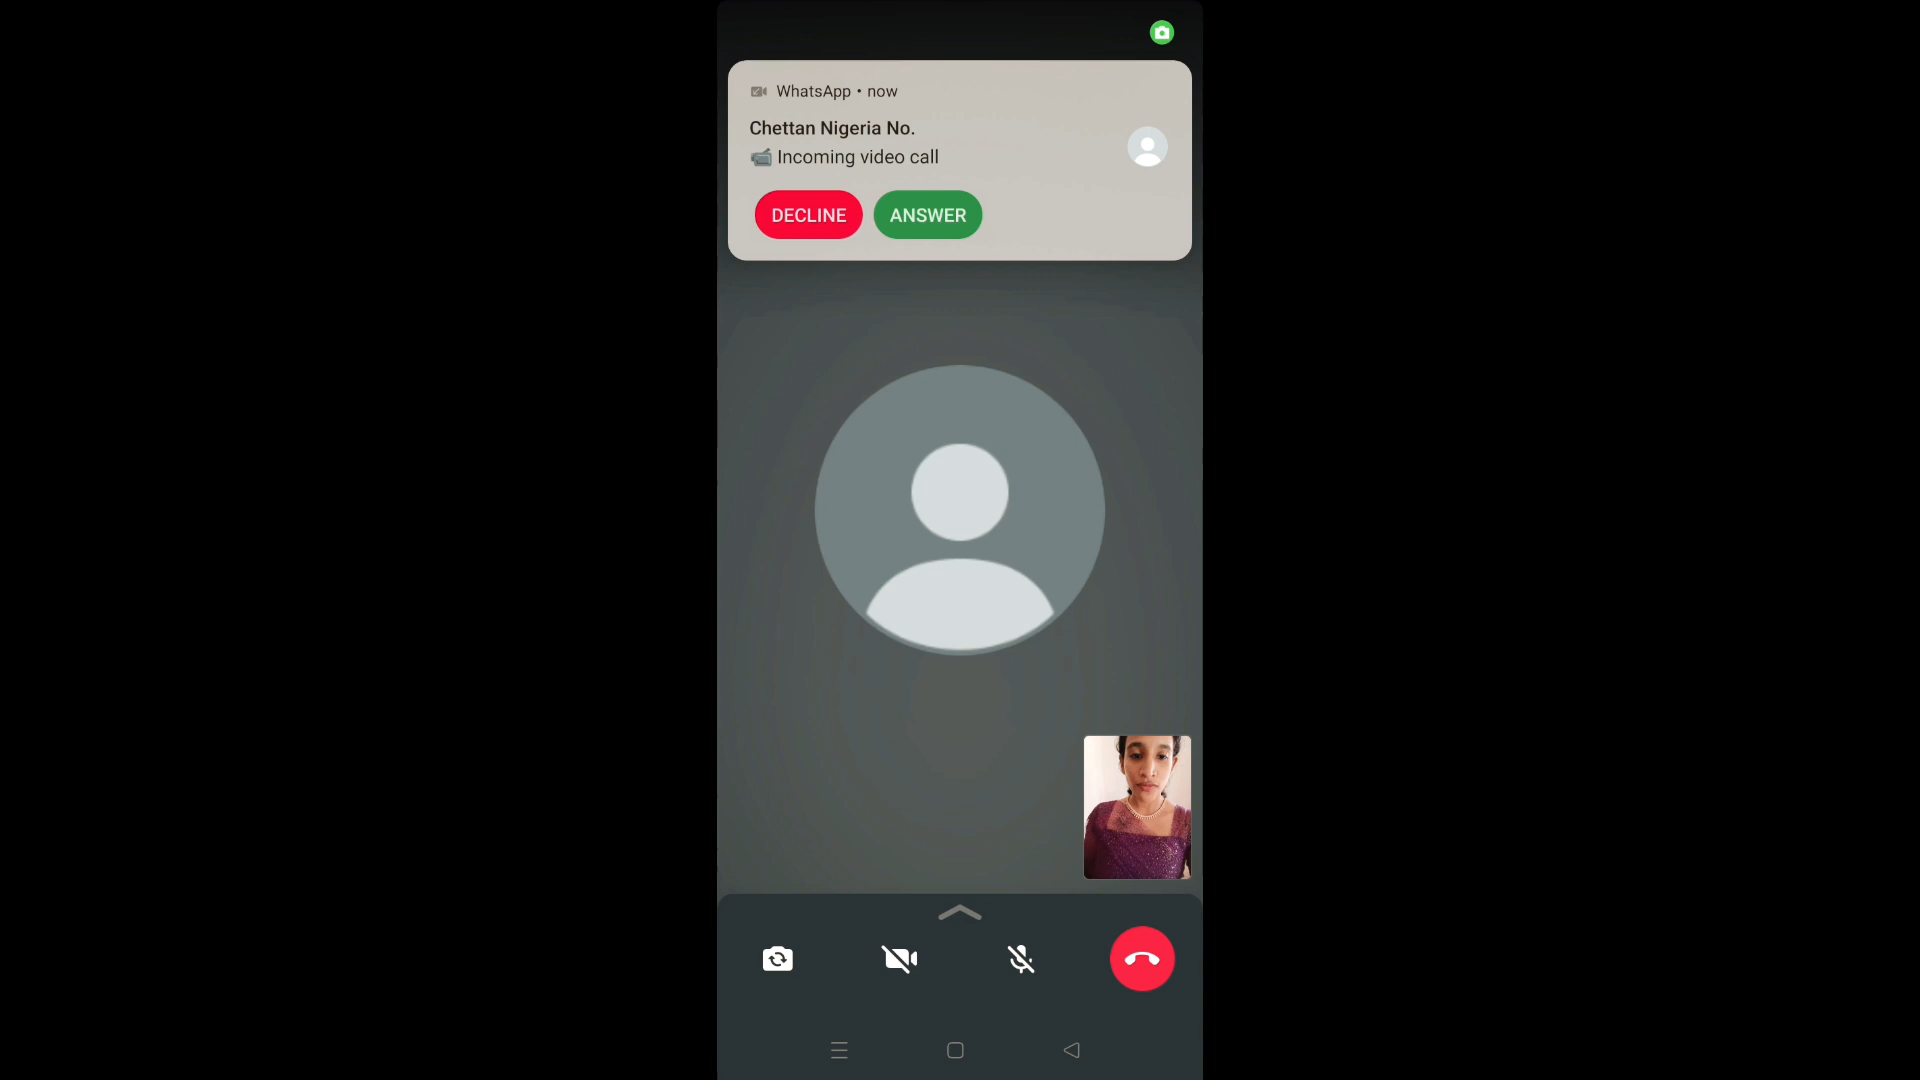 WhatsApp • now
Chettan Nigeria No.
📹 Incoming video call
DECLINE ANSWER